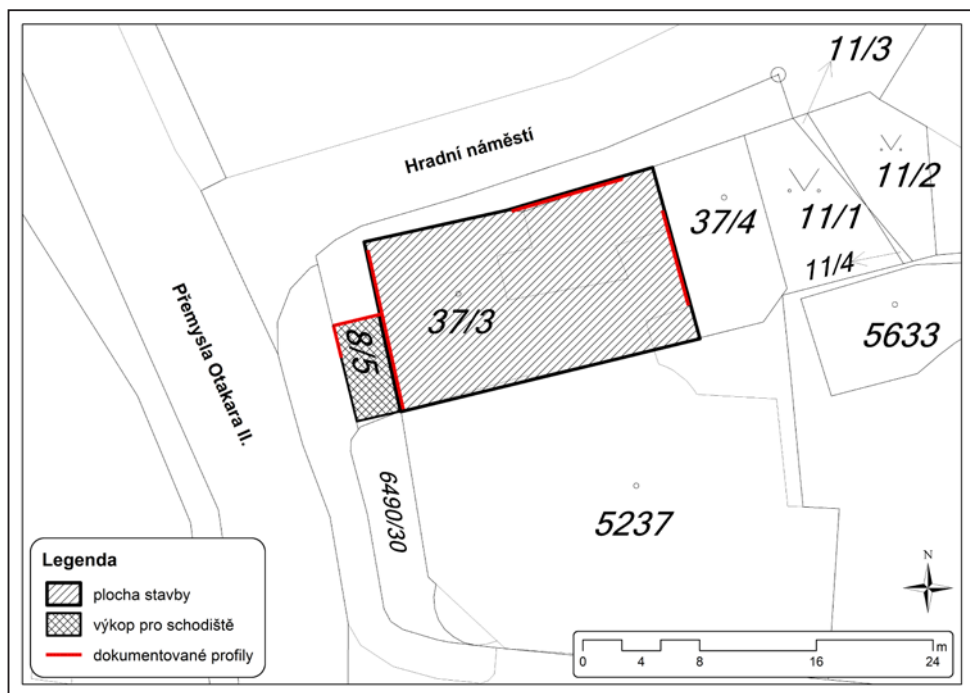 11/3
Hradní náměstí
11/2
37/4
11/1
11/4
Přemysla Otakara II.
37/3
8/5
5633
6490/30
5237
Legenda
plocha stavby
výkop pro schodiště
dokumentované profily
N
m
0 4 8 16 24